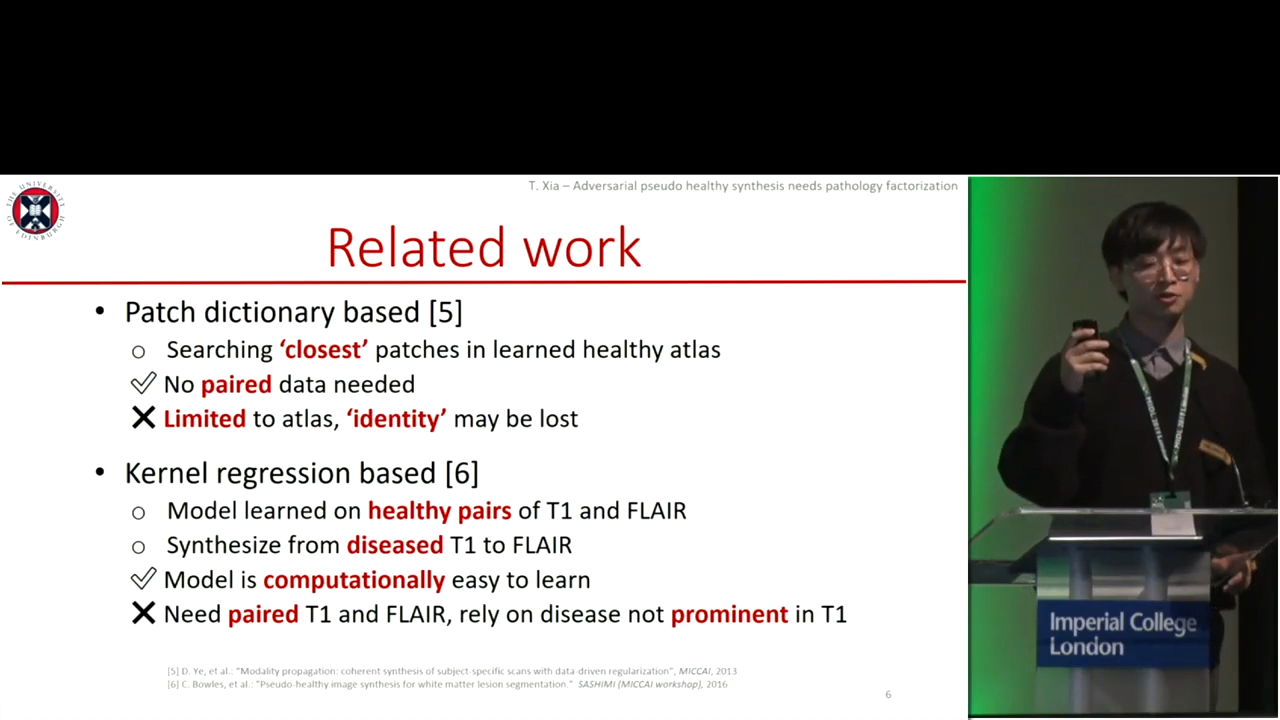 T. Xia – Adversarial pseudo healthy synthesis needs pathology factorization
THE UNIVERSITY OF EDINBURGH
Related work
• Patch dictionary based [5]
o Searching ‘closest’ patches in learned healthy atlas
✓ No paired data needed
✗ Limited to atlas, ‘identity’ may be lost
• Kernel regression based [6]
o Model learned on healthy pairs of T1 and FLAIR
o Synthesize from diseased T1 to FLAIR
✓ Model is computationally easy to learn
✗ Need paired T1 and FLAIR, rely on disease not prominent in T1
[5] D. Ye, et al.: "Modality propagation: coherent synthesis of subject-specific scans with data-driven regularization", MICCAI, 2013
[6] C. Bowles, et al.: "Pseudo-healthy image synthesis for white matter lesion segmentation." SASHIMI (MICCAI workshop), 2016
6
Imperial College
London